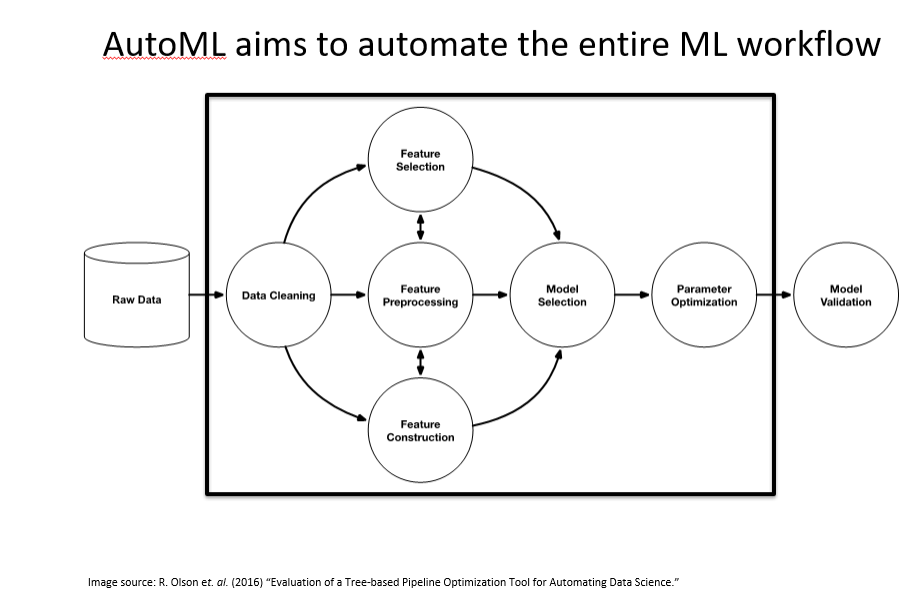 AutoML aims to automate the entire ML workflow
Feature
Selection
Raw Data
Data Cleaning
Feature
Preprocessing
Model
Selection
Parameter
Optimization
Model
Validation
Feature
Construction
Image source: R. Olson et. al. (2016) “Evaluation of a Tree-based Pipeline Optimization Tool for Automating Data Science.”